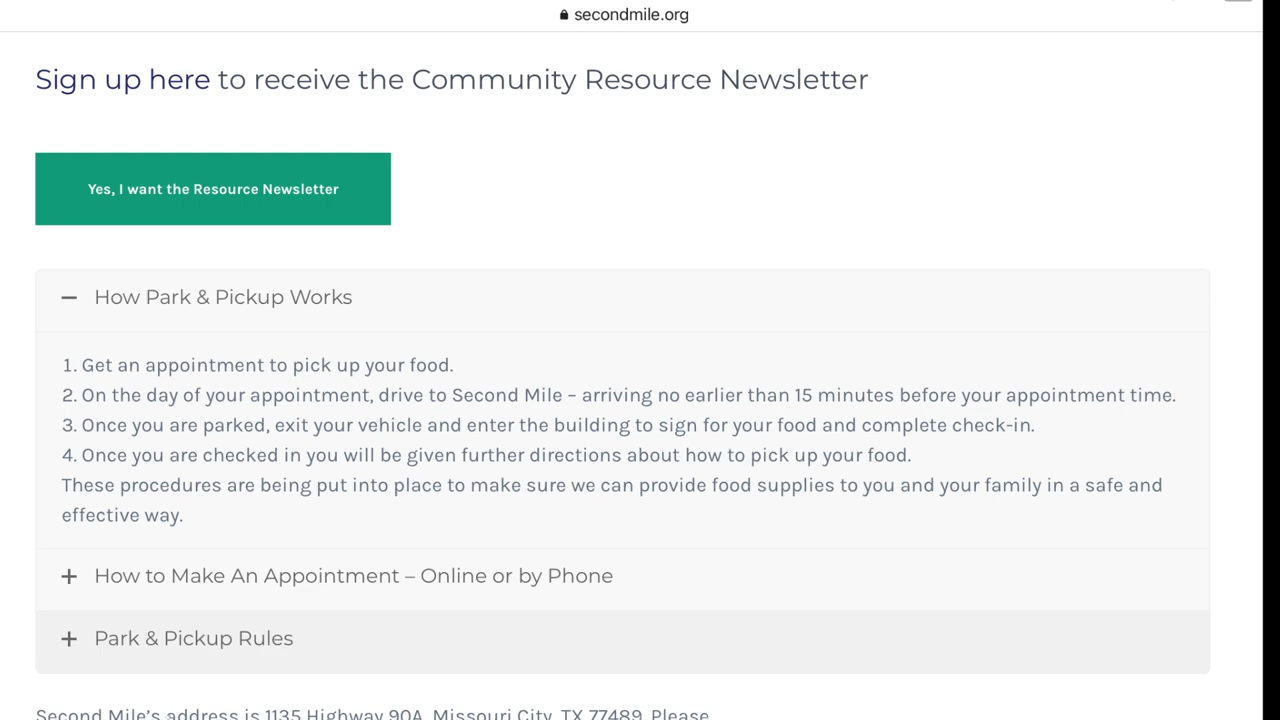 secondmile.org
Sign up here to receive the Community Resource Newsletter
Yes, I want the Resource Newsletter
− How Park & Pickup Works
1. Get an appointment to pick up your food.
2. On the day of your appointment, drive to Second Mile – arriving no earlier than 15 minutes before your appointment time.
3. Once you are parked, exit your vehicle and enter the building to sign for your food and complete check-in.
4. Once you are checked in you will be given further directions about how to pick up your food.
These procedures are being put into place to make sure we can provide food supplies to you and your family in a safe and
effective way.
+ How to Make An Appointment – Online or by Phone
+ Park & Pickup Rules
Second Mile's address is 1135 Highway 90A, Missouri City, TX 77489. Please